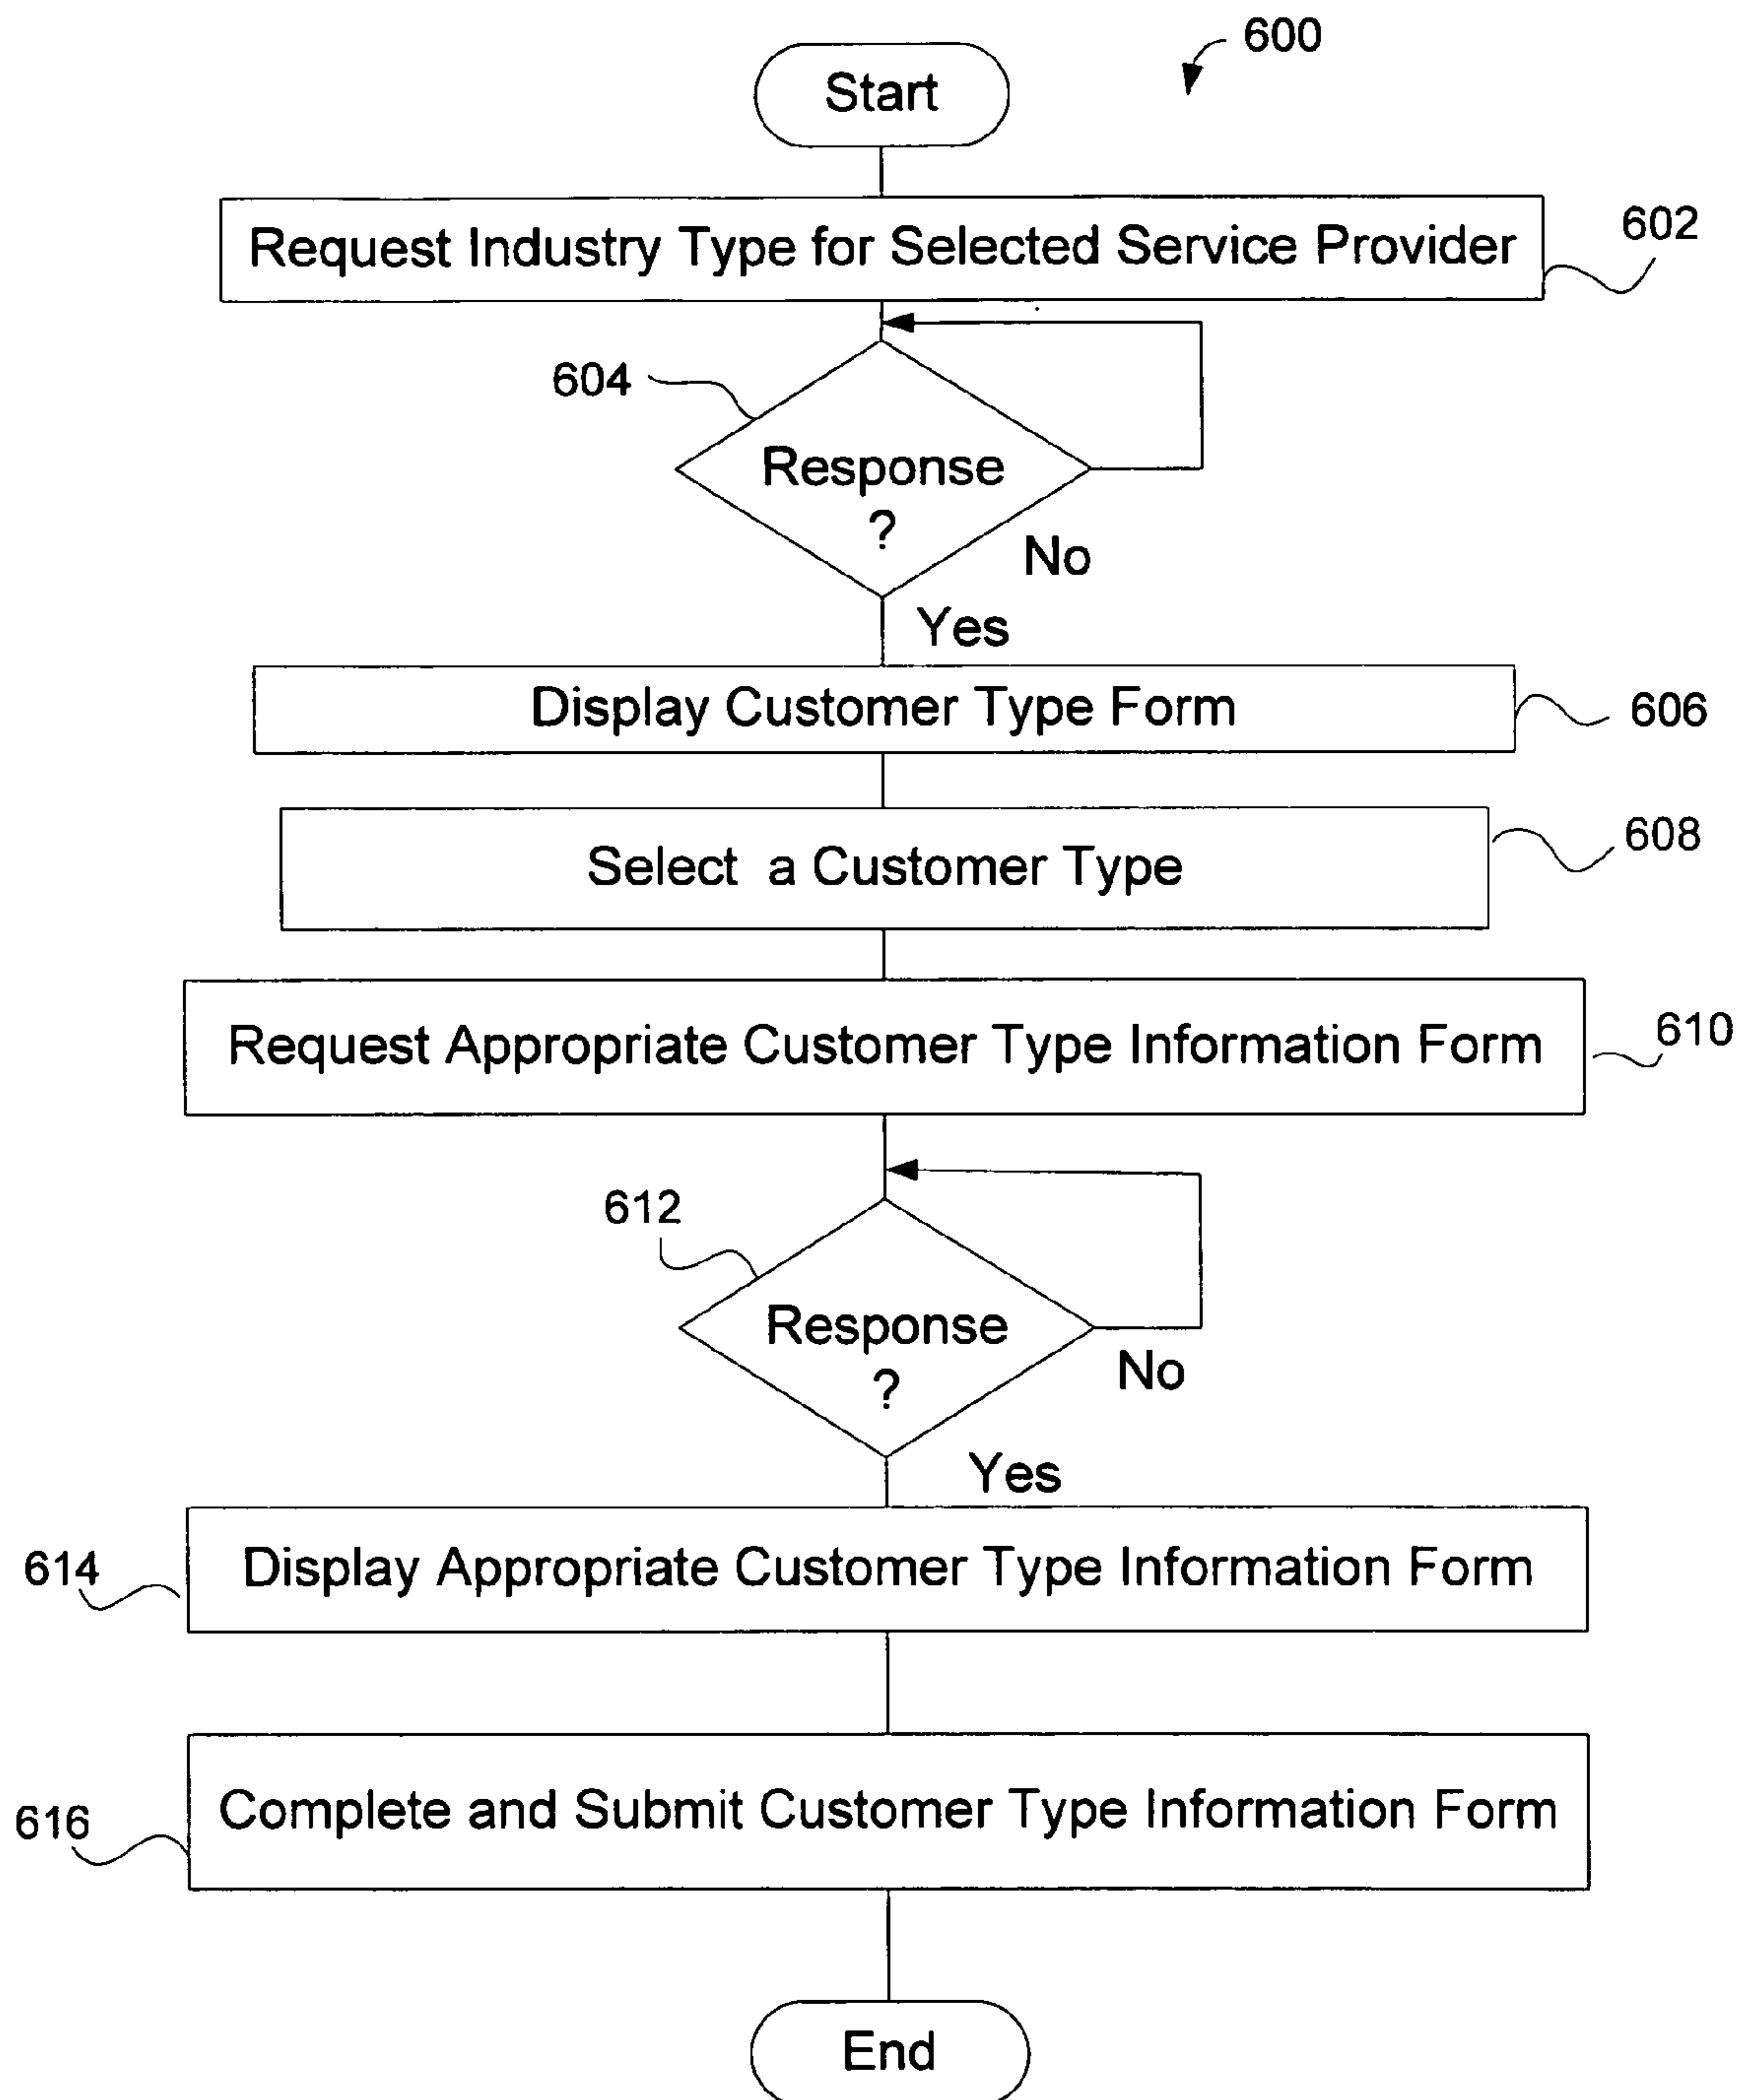 600
Start
Request Industry Type for Selected Service Provider
602
604
Response
?
No
Yes
Display Customer Type Form
606
Select a Customer Type
608
Request Appropriate Customer Type Information Form
610
612
Response
?
No
Yes
614
Display Appropriate Customer Type Information Form
616
Complete and Submit Customer Type Information Form
End